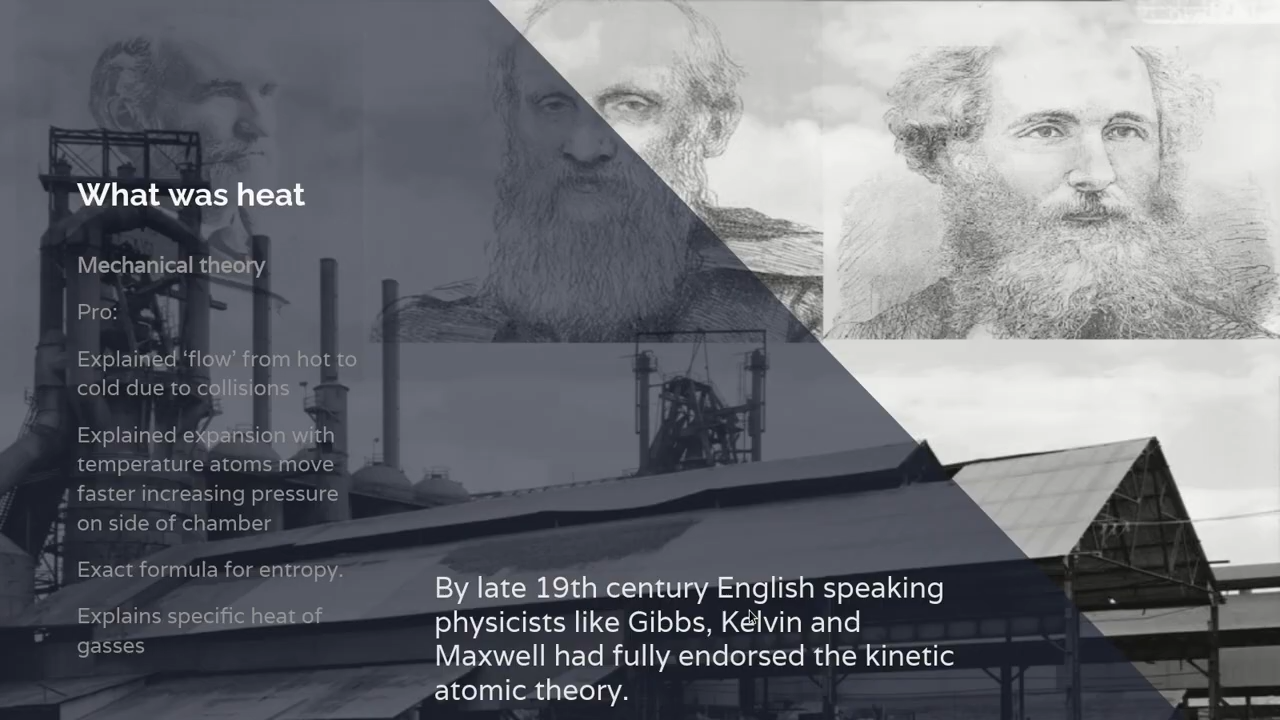 What was heat
Mechanical theory
Pro:
Explained ‘flow’ from hot to
cold due to collisions
Explained expansion with
temperature atoms move
faster increasing pressure
on side of chamber
Exact formula for entropy.
Explains specific heat of
gasses
By late 19th century English speaking
physicists like Gibbs, Kelvin and
Maxwell had fully endorsed the kinetic
atomic theory.